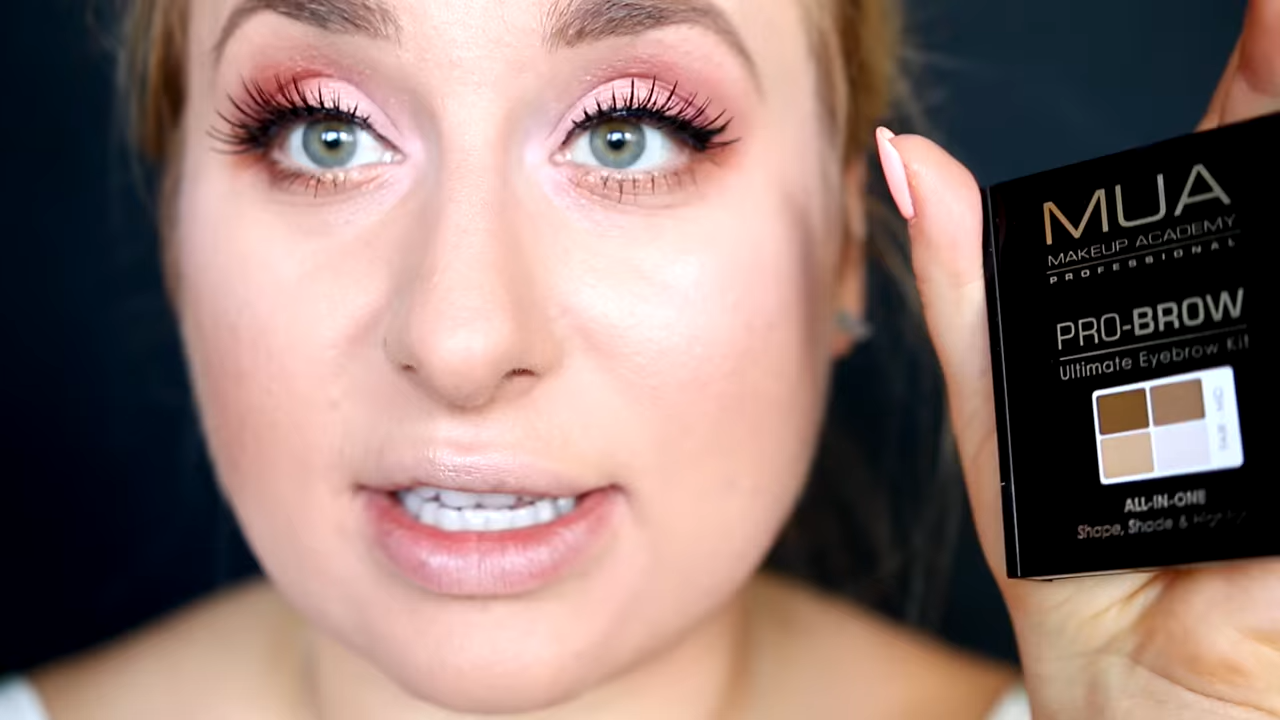 MUA
MAKEUP ACADEMY
PROFESSIONAL
PRO-BROW
Ultimate Eyebrow Kit
ALL-IN-ONE
Shape, Shade &